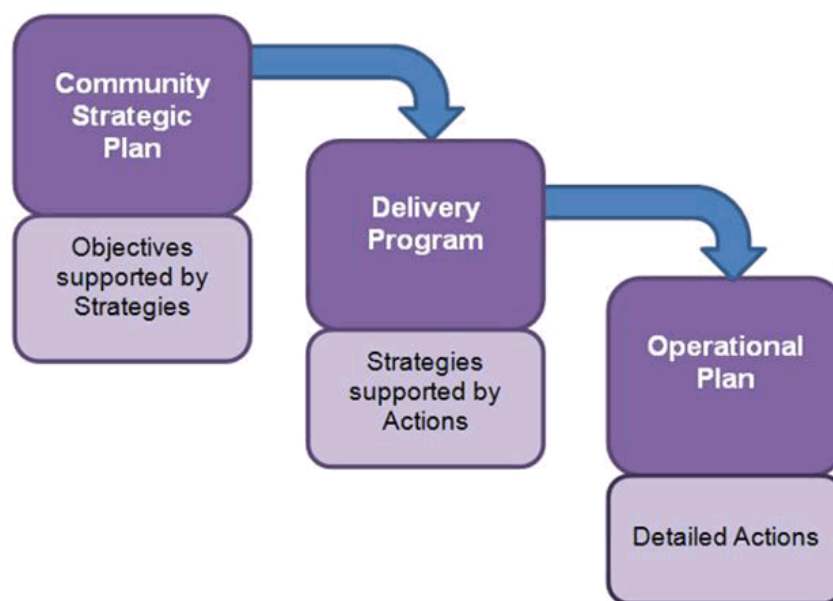 Community
Strategic
Plan
Objectives
supported by
Strategies
Delivery
Program
Strategies
supported by
Actions
Operational
Plan
Detailed Actions